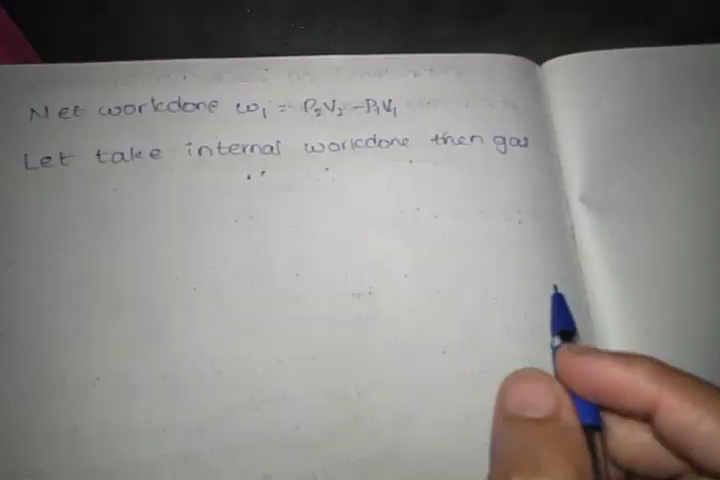 Net workdone w₁ = P₂V₂ - P₁V₁
Let take internal workdone then gas